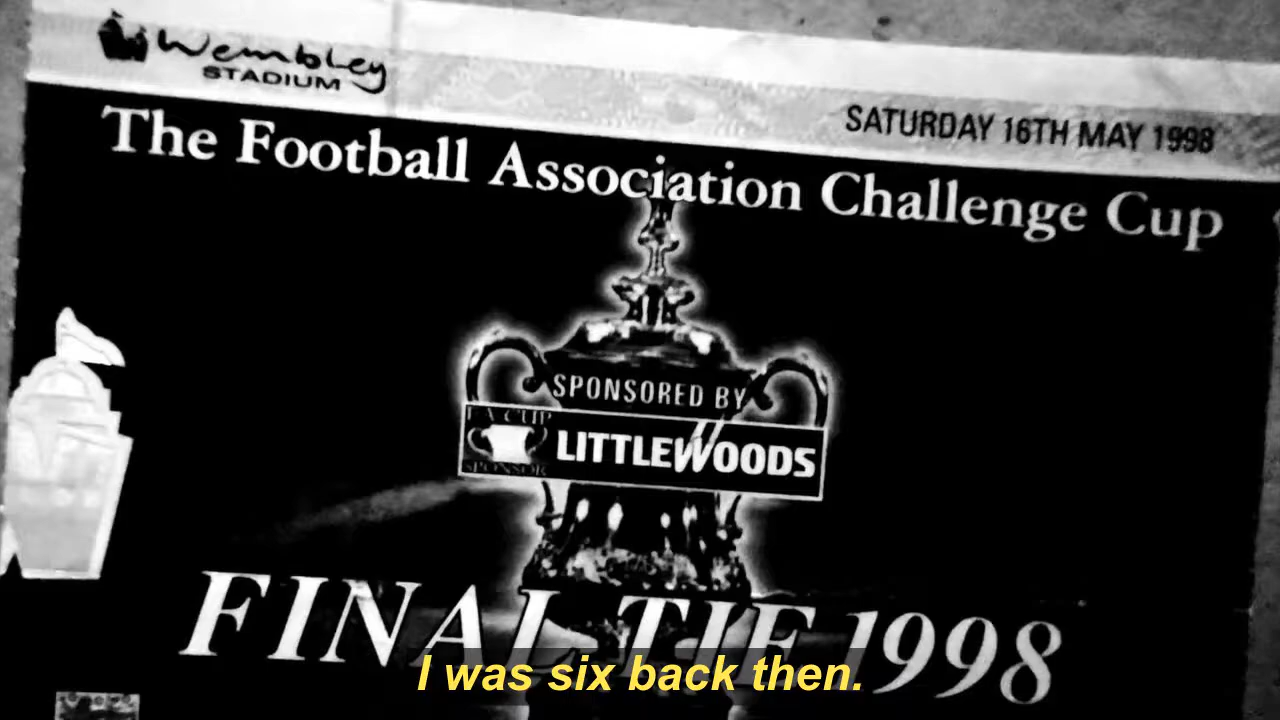 Wembley
STADIUM
SATURDAY 16TH MAY 1998
The Football Association Challenge Cup
SPONSORED BY
F.A. CUP
SPONSOR
LITTLEWOODS
FINAL TIE 1998
I was six back then.